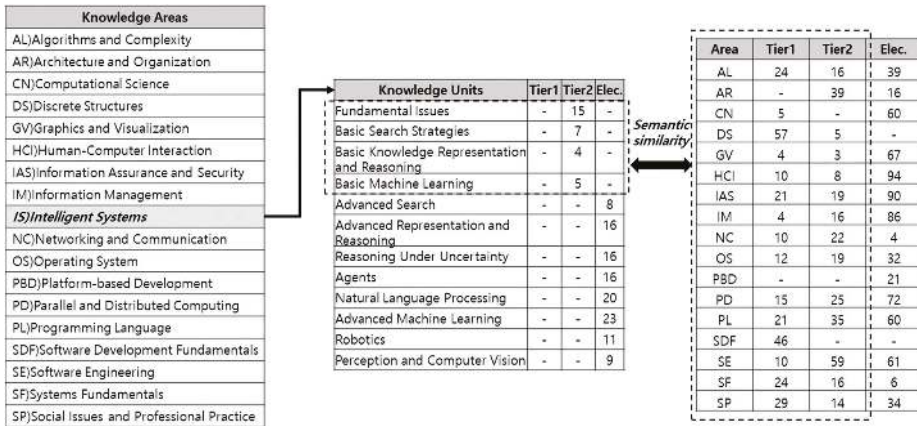 Knowledge Areas
AL)Algorithms and Complexity
AR)Architecture and Organization
CN)Computational Science
DS)Discrete Structures
GV)Graphics and Visualization
HCI)Human-Computer Interaction
IAS)Information Assurance and Security
IM)Information Management
IS)Intelligent Systems
NC)Networking and Communication
OS)Operating System
PBD)Platform-based Development
PD)Parallel and Distributed Computing
PL)Programming Language
SDF)Software Development Fundamentals
SE)Software Engineering
SF)Systems Fundamentals
SP)Social Issues and Professional Practice
Knowledge Units Tier1 Tier2 Elec.
Fundamental Issues - 15 -
Basic Search Strategies - 7 -
Basic Knowledge Representation
and Reasoning - 4 -
Basic Machine Learning - 5 -
Advanced Search - - 8
Advanced Representation and
Reasoning - - 16
Reasoning Under Uncertainty - - 16
Agents - - 16
Natural Language Processing - - 20
Advanced Machine Learning - - 23
Robotics - - 11
Perception and Computer Vision - - 9
Semantic
similarity
Area Tier1 Tier2 Elec.
AL 24 16 39
AR - 39 16
CN 5 - 60
DS 57 5 -
GV 4 3 67
HCI 10 8 94
IAS 21 19 90
IM 4 16 86
NC 10 22 4
OS 12 19 32
PBD - - 21
PD 15 25 72
PL 21 35 60
SDF 46 - -
SE 10 59 61
SF 24 16 6
SP 29 14 34